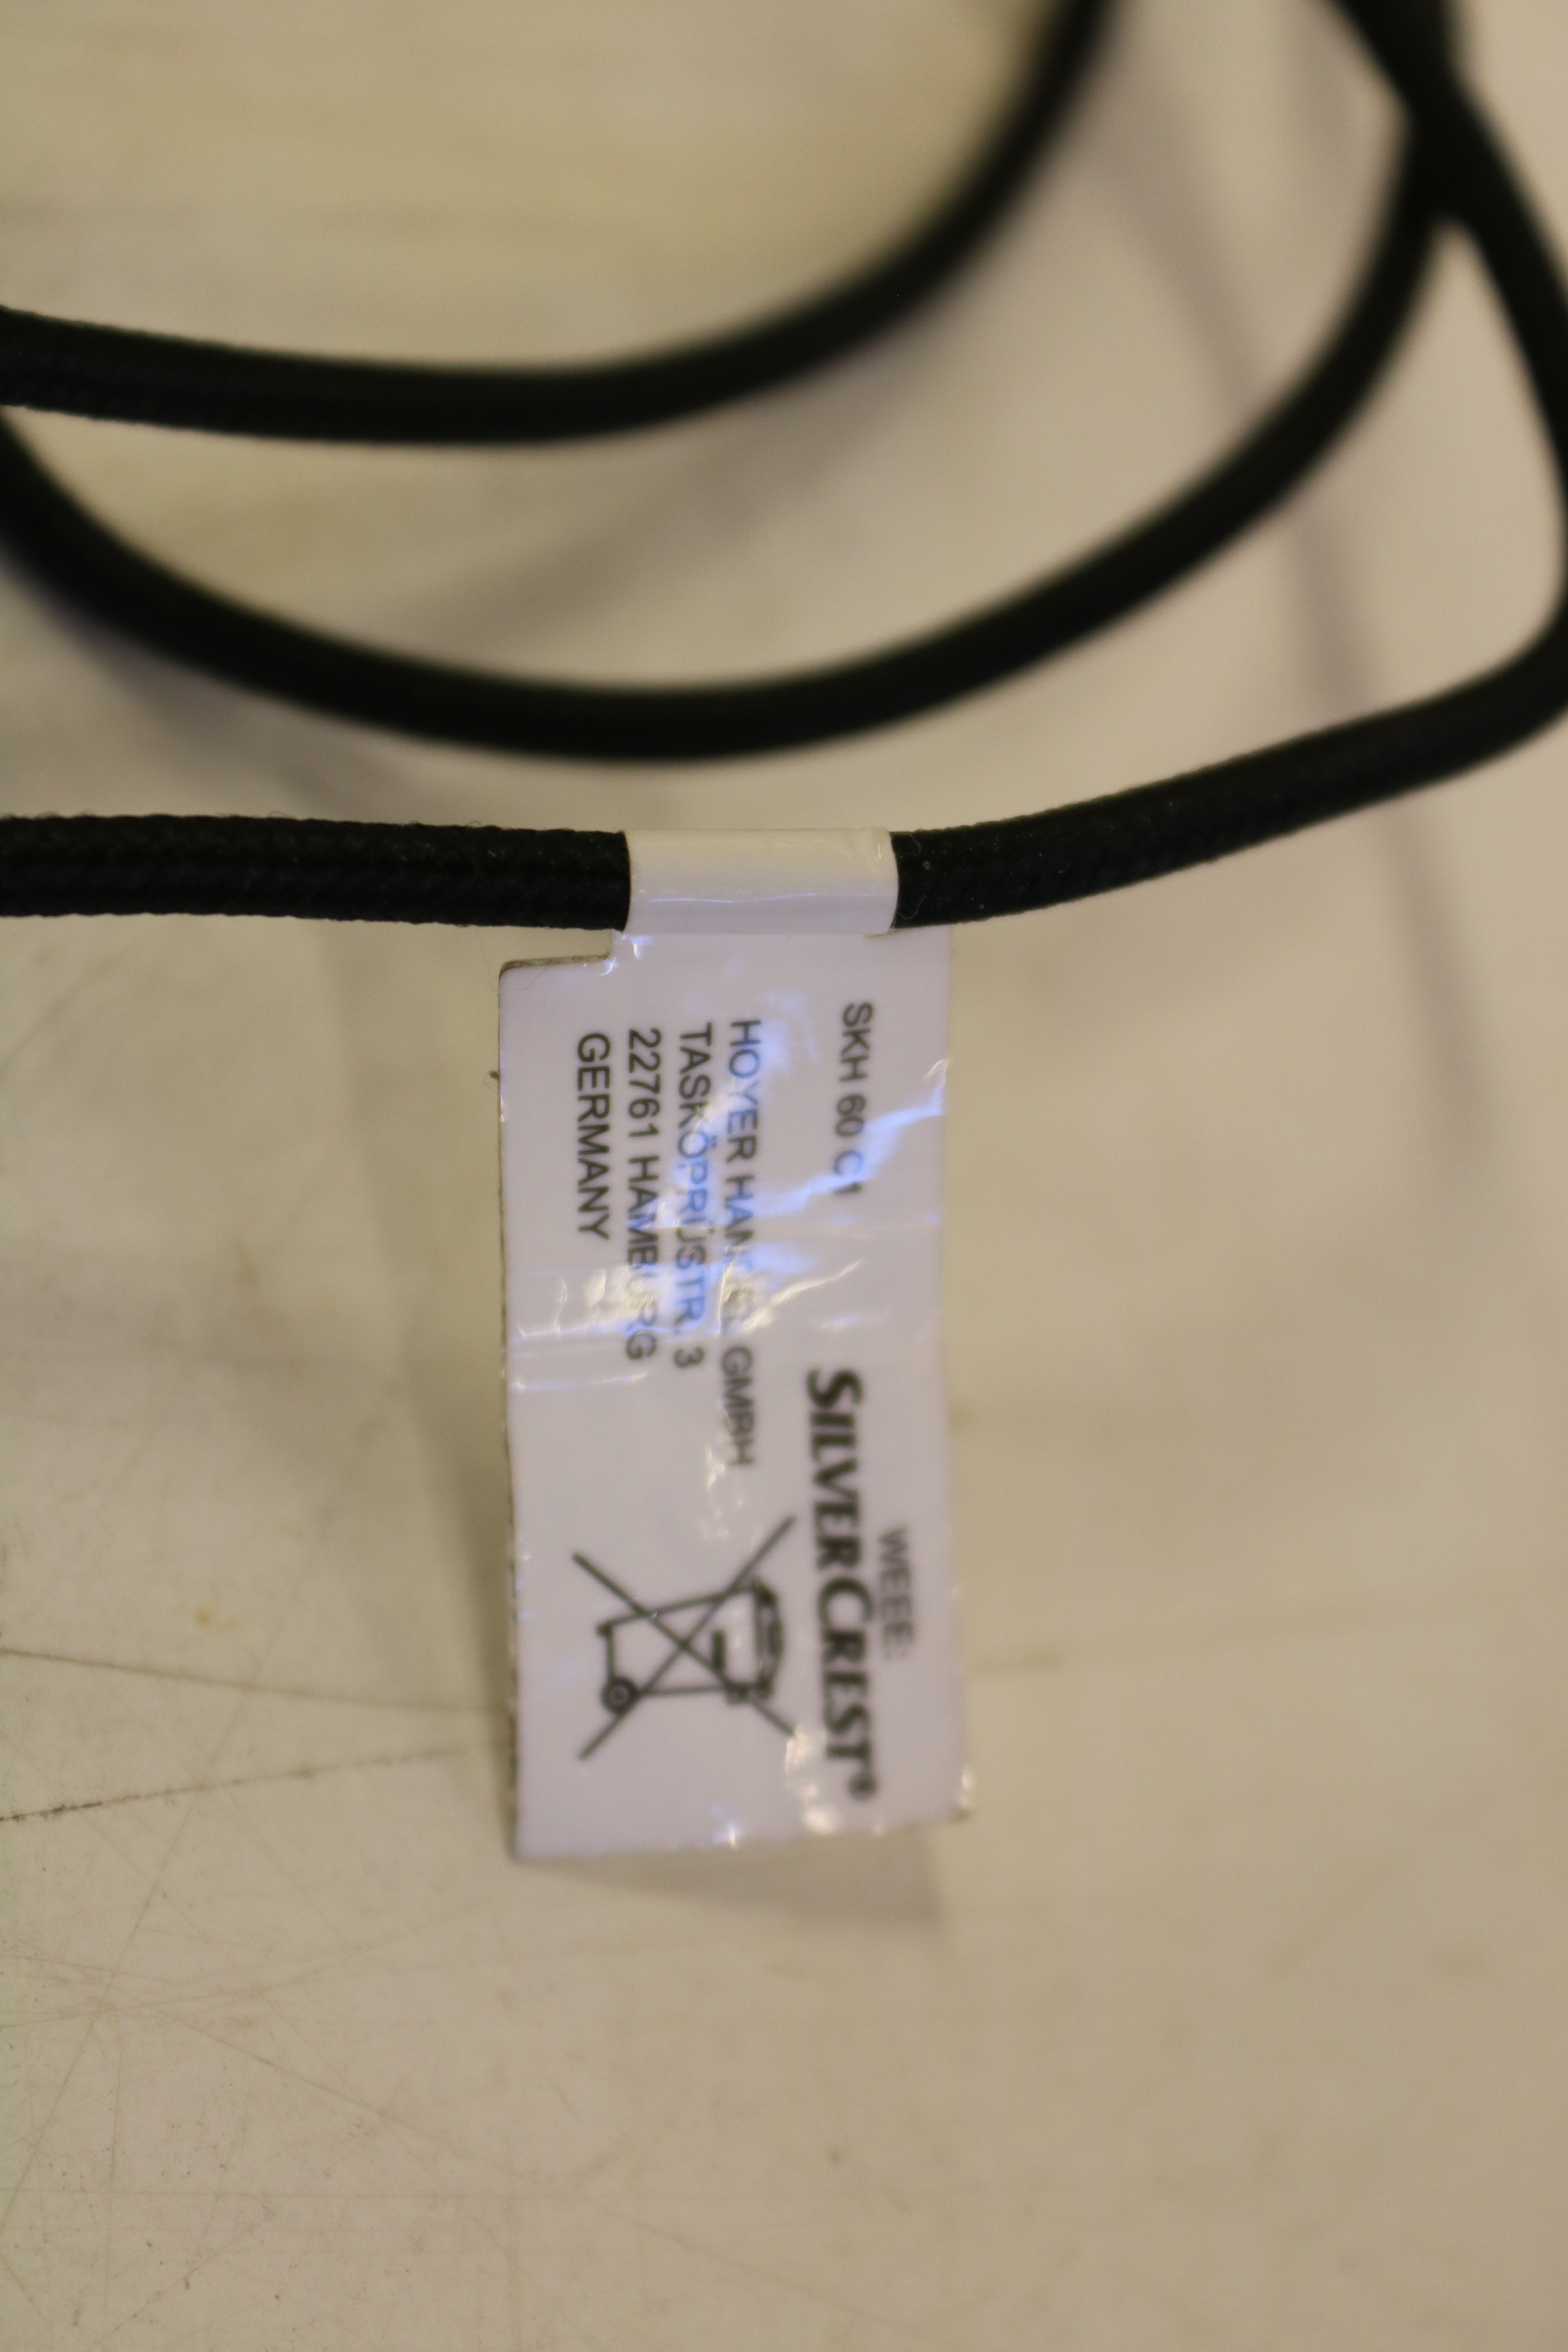 WEEE:
SILVERCREST®
SKH 60 C1
HOYER HANDEL GMBH
TASKÖPRÜSTR. 3
22761 HAMBURG
GERMANY